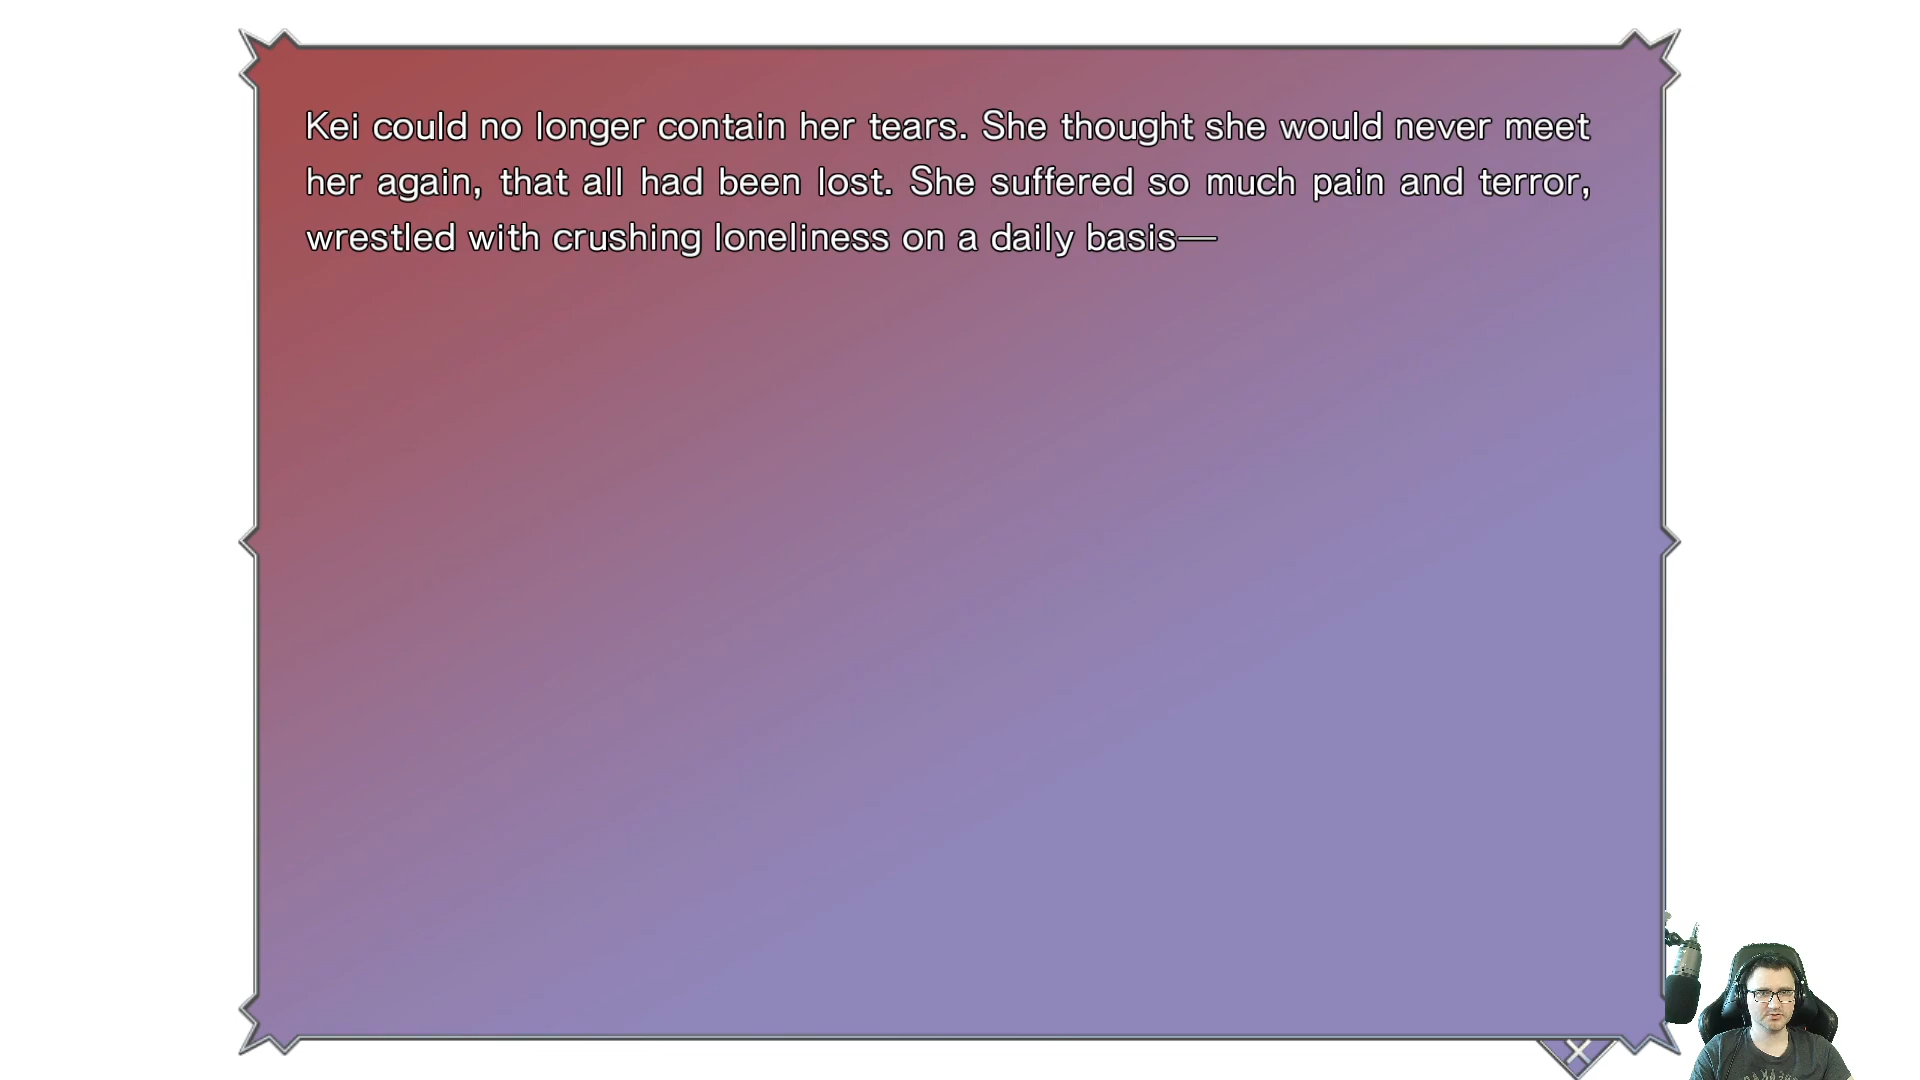 Kei could no longer contain her tears. She thought she would never meet
her again, that all had been lost. She suffered so much pain and terror,
wrestled with crushing loneliness on a daily basis—